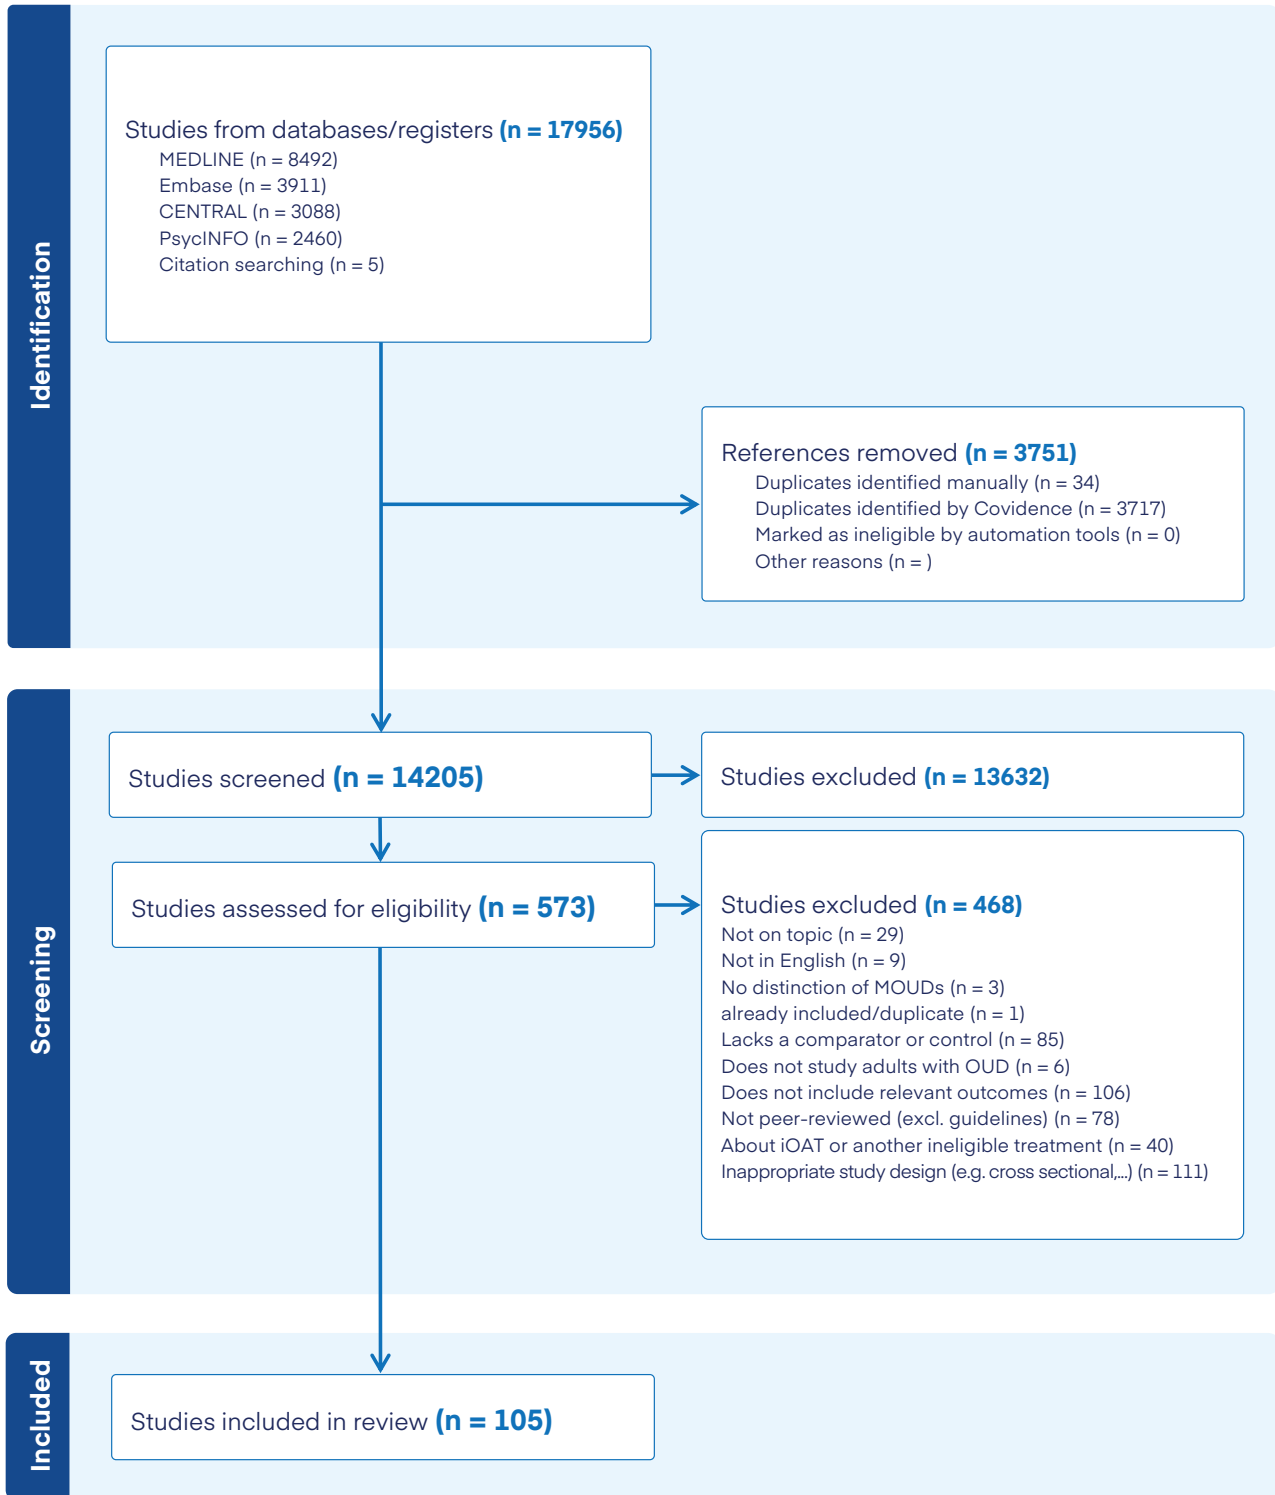 Identification
Studies from databases/registers (n = 17956)
MEDLINE (n = 8492)
Embase (n = 3911)
CENTRAL (n = 3088)
PsycINFO (n = 2460)
Citation searching (n = 5)
References removed (n = 3751)
Duplicates identified manually (n = 34)
Duplicates identified by Covidence (n = 3717)
Marked as ineligible by automation tools (n = 0)
Other reasons (n = )
Screening
Studies screened (n = 14205)
Studies excluded (n = 13632)
Studies assessed for eligibility (n = 573)
Studies excluded (n = 468)
Not on topic (n = 29)
Not in English (n = 9)
No distinction of MOUDs (n = 3)
already included/duplicate (n = 1)
Lacks a comparator or control (n = 85)
Does not study adults with OUD (n = 6)
Does not include relevant outcomes (n = 106)
Not peer-reviewed (excl. guidelines) (n = 78)
About iOAT or another ineligible treatment (n = 40)
Inappropriate study design (e.g. cross sectional,...) (n = 111)
Included
Studies included in review (n = 105)